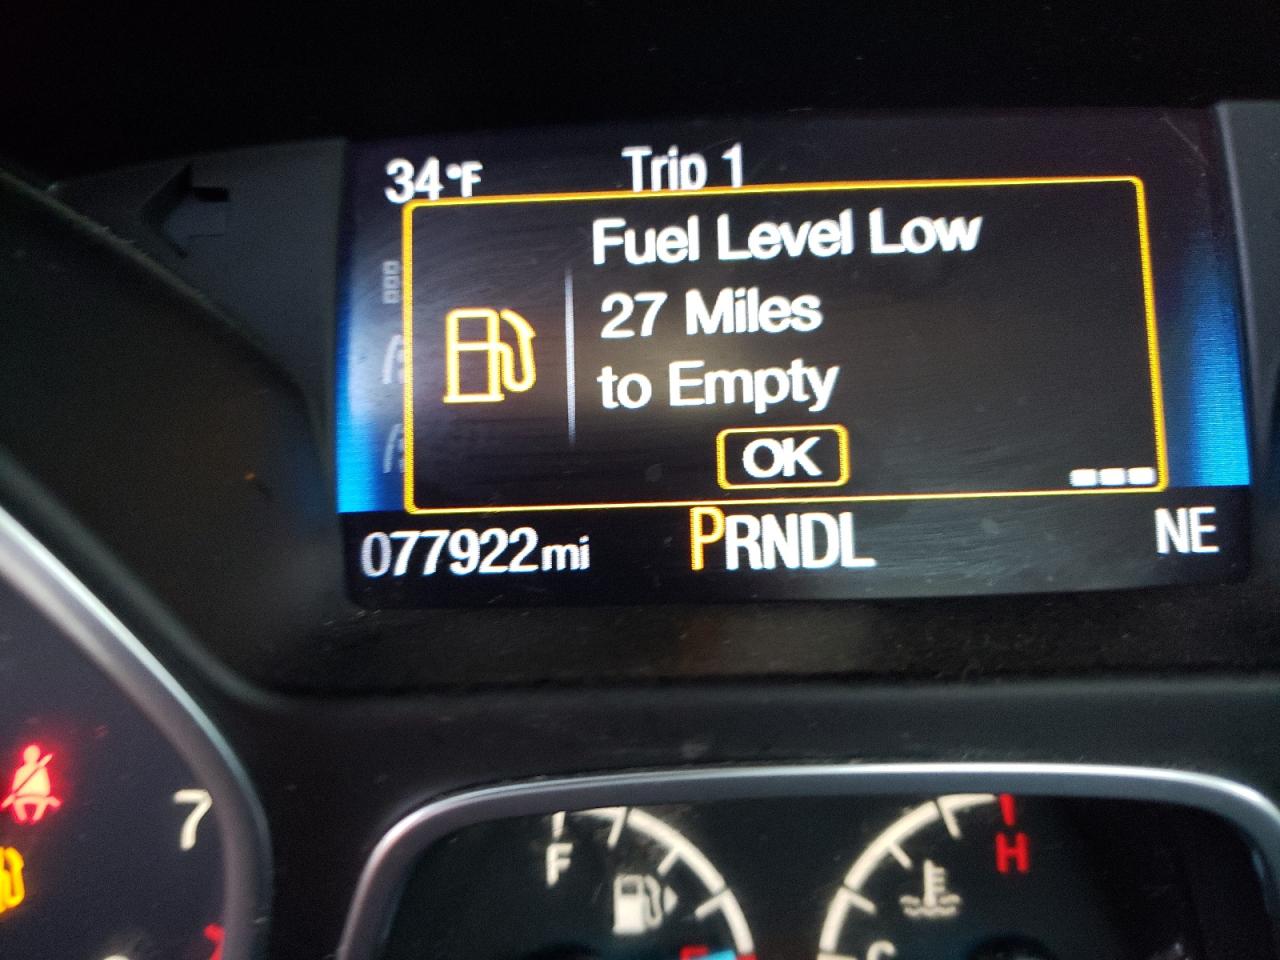 34°F Trip 1
Fuel Level Low
27 Miles
to Empty
OK
077922mi PRNDL NE
7
F
H
C
E